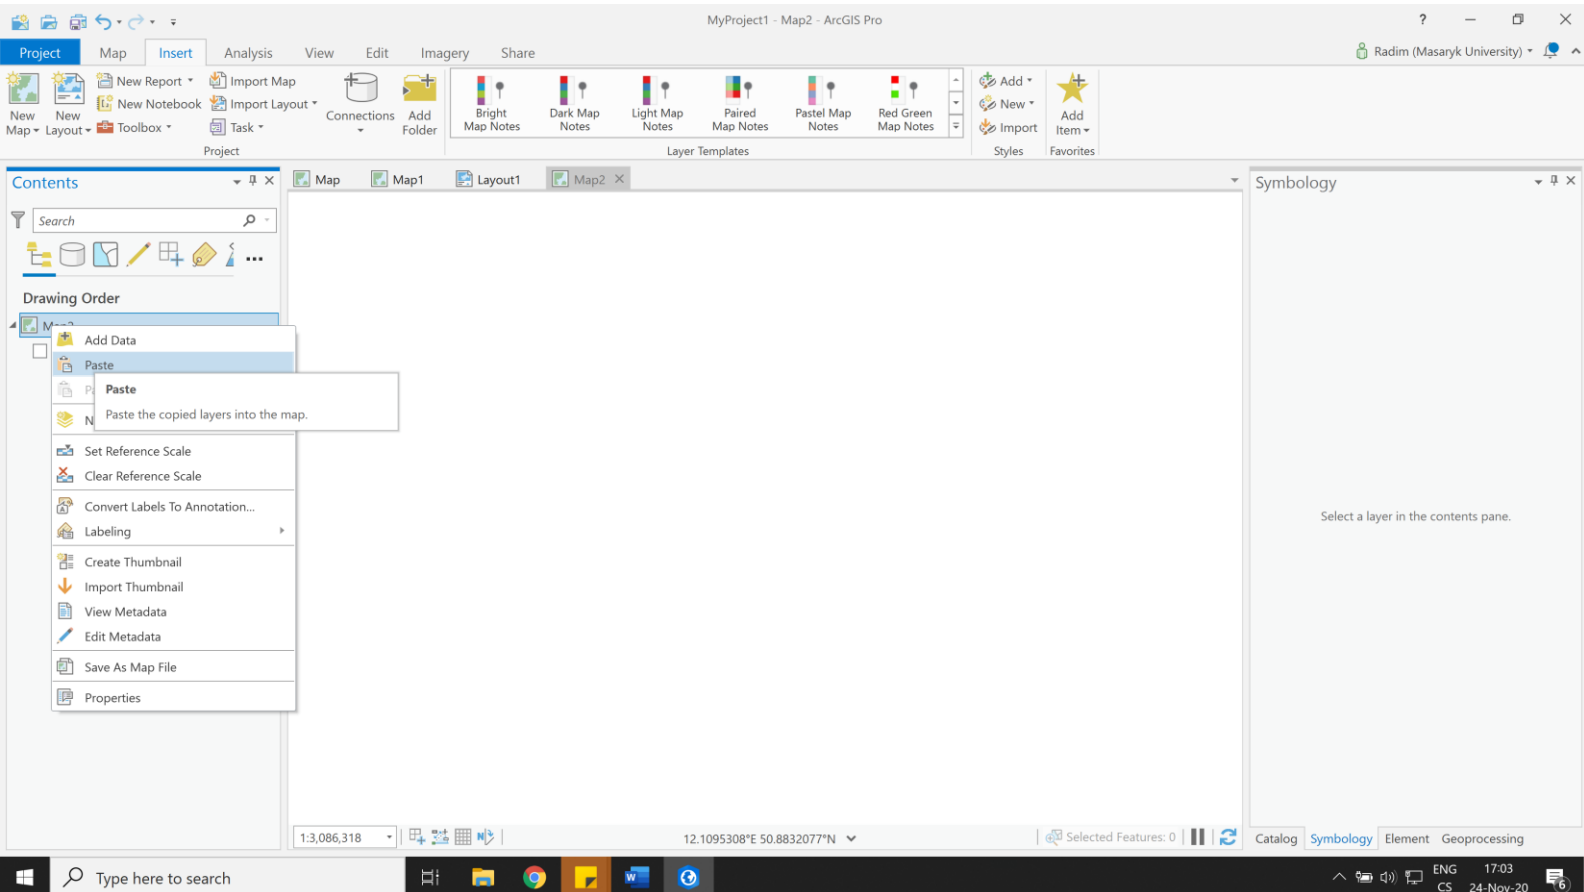 MyProject1 - Map2 - ArcGIS Pro
?
Project Map Insert Analysis View Edit Imagery Share
Radim (Masaryk University)
New Map
New Layout
New Report
New Notebook
Toolbox
Import Map
Import Layout
Task
Connections
Add Folder
Project
Bright Map Notes
Dark Map Notes
Light Map Notes
Paired Map Notes
Pastel Map Notes
Red Green Map Notes
Layer Templates
Add
New
Import
Styles
Add Item
Favorites
Contents
Map Map1 Layout1 Map2
Symbology
Search
Drawing Order
Add Data
Paste
Paste
Paste the copied layers into the map.
Set Reference Scale
Clear Reference Scale
Convert Labels To Annotation...
Labeling
Create Thumbnail
Import Thumbnail
View Metadata
Edit Metadata
Save As Map File
Properties
Select a layer in the contents pane.
1:3,086,318
12.1095308°E 50.8832077°N
Selected Features: 0
Catalog Symbology Element Geoprocessing
Type here to search
ENG
CS
17:03
24-Nov-20
6